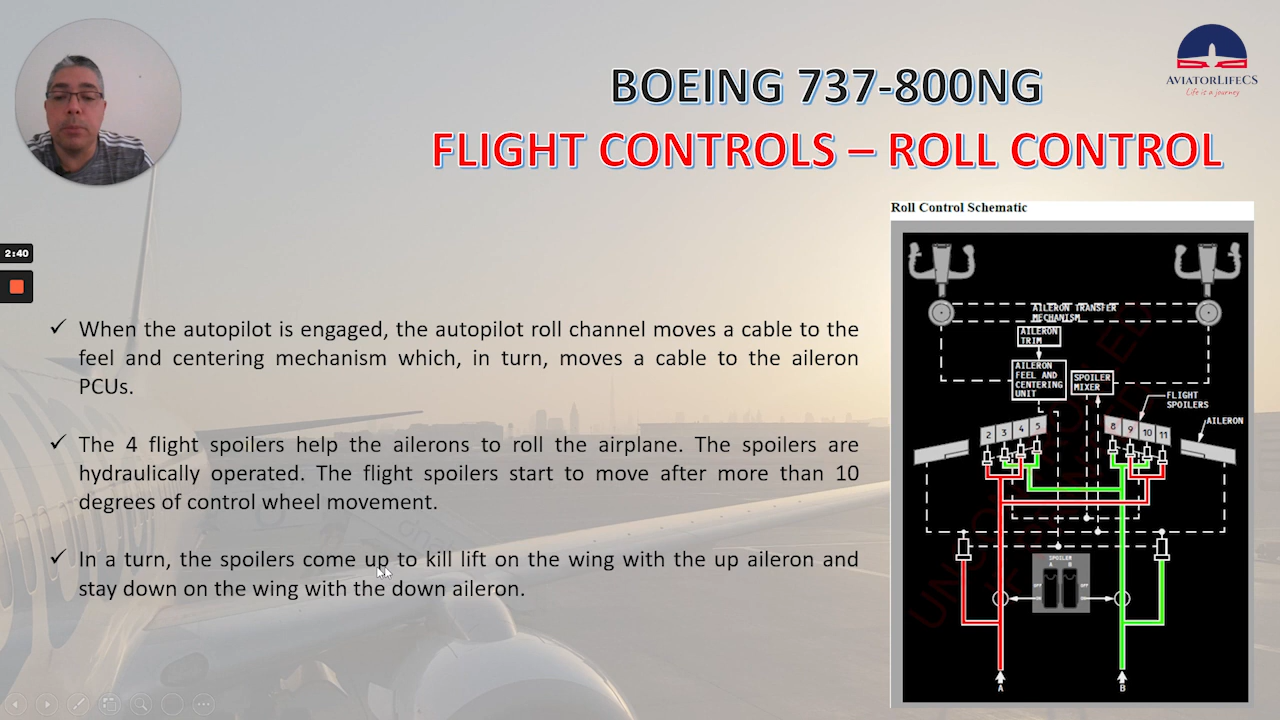 BOEING 737-800NG
AVIATORLIFECS
Life is a journey
FLIGHT CONTROLS – ROLL CONTROL
Roll Control Schematic
2:40
✓ When the autopilot is engaged, the autopilot roll channel moves a cable to the
feel and centering mechanism which, in turn, moves a cable to the aileron
PCUs.
✓ The 4 flight spoilers help the ailerons to roll the airplane. The spoilers are
hydraulically operated. The flight spoilers start to move after more than 10
degrees of control wheel movement.
✓ In a turn, the spoilers come up to kill lift on the wing with the up aileron and
stay down on the wing with the down aileron.
AILERON TRANSFER
MECHANISM
AILERON
TRIM
AILERON
FEEL AND
CENTERING
UNIT
SPOILER
MIXER
FLIGHT
SPOILERS
AILERON
2 3 4 5
8 9 10 11
SPOILER
A B
OFF OFF
ON ON
A
B